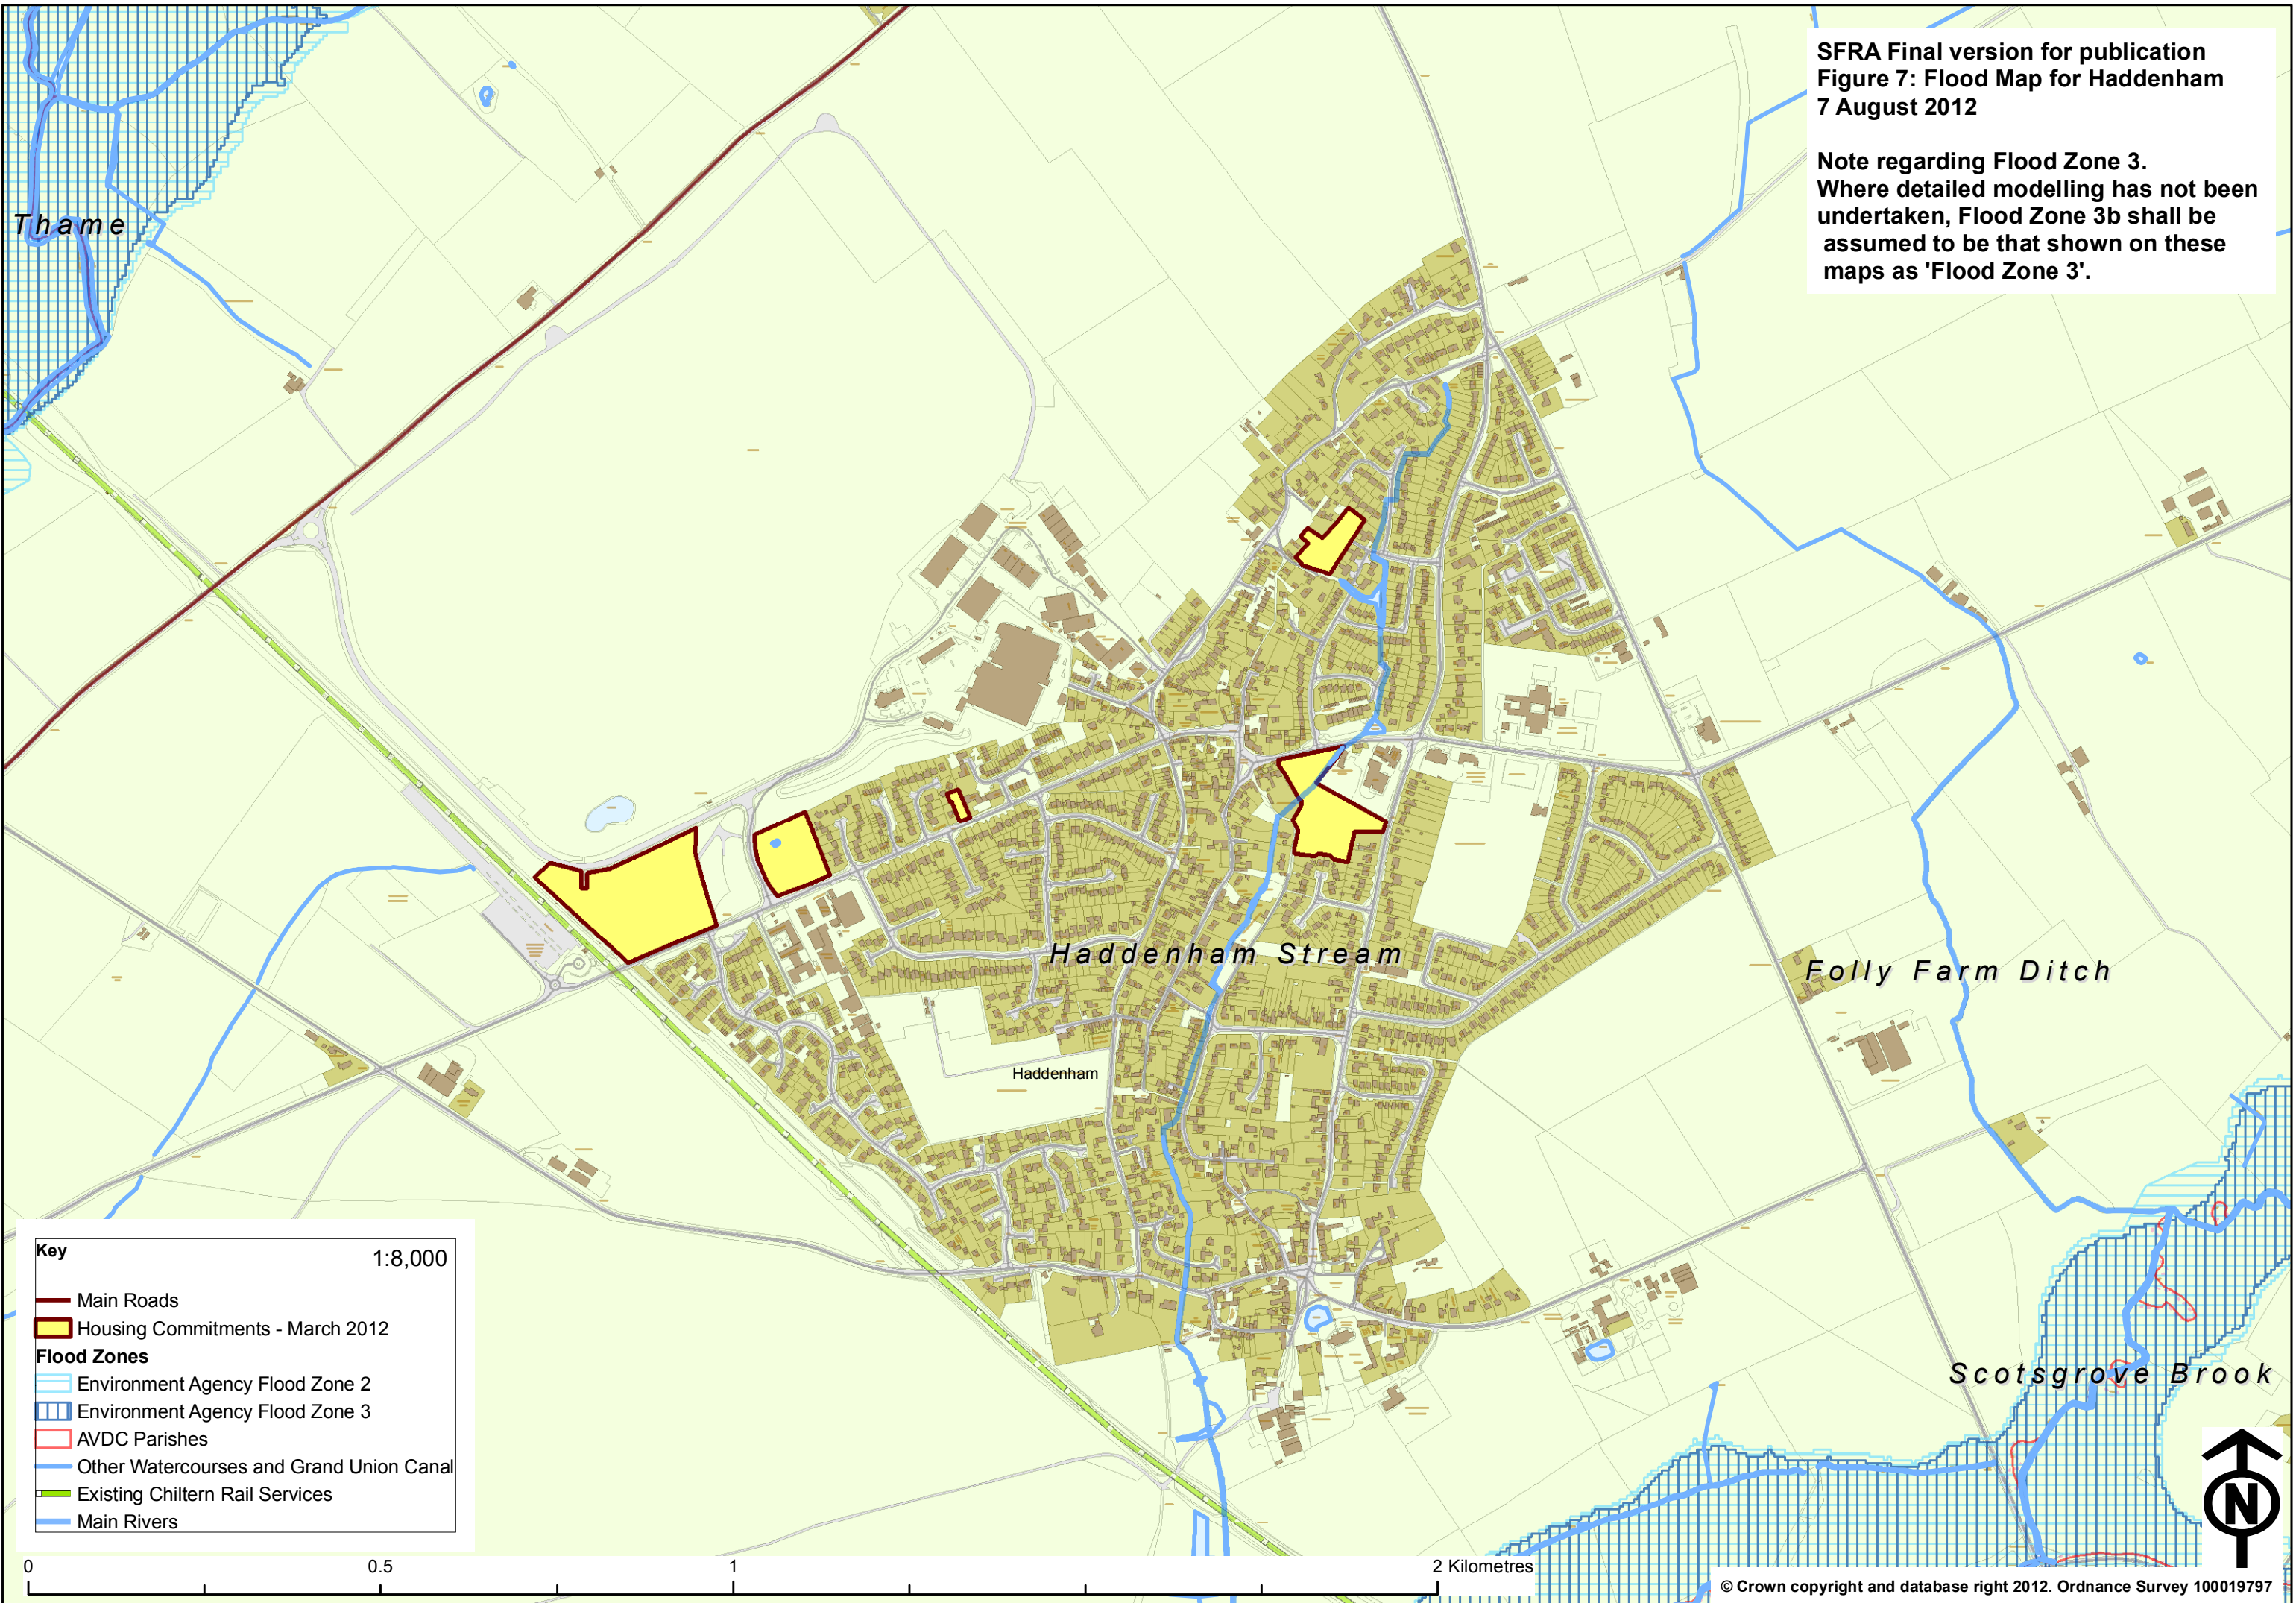 SFRA Final version for publication
Figure 7: Flood Map for Haddenham
7 August 2012
Note regarding Flood Zone 3.
Where detailed modelling has not been
undertaken, Flood Zone 3b shall be
assumed to be that shown on these
maps as 'Flood Zone 3'.
Thame
Haddenham Stream
Folly Farm Ditch
Haddenham
Scotsgrove Brook
Key
1:8,000
Main Roads
Housing Commitments - March 2012
Flood Zones
Environment Agency Flood Zone 2
Environment Agency Flood Zone 3
AVDC Parishes
Other Watercourses and Grand Union Canal
Existing Chiltern Rail Services
Main Rivers
N
0 0.5 1 2 Kilometres
© Crown copyright and database right 2012. Ordnance Survey 100019797